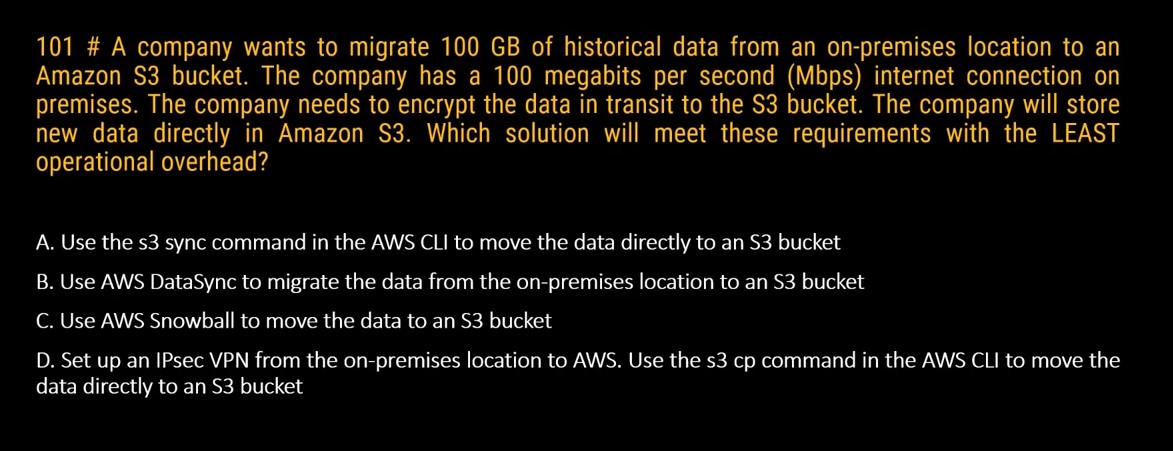 101 # A company wants to migrate 100 GB of historical data from an on-premises location to an
Amazon S3 bucket. The company has a 100 megabits per second (Mbps) internet connection on
premises. The company needs to encrypt the data in transit to the S3 bucket. The company will store
new data directly in Amazon S3. Which solution will meet these requirements with the LEAST
operational overhead?
A. Use the s3 sync command in the AWS CLI to move the data directly to an S3 bucket
B. Use AWS DataSync to migrate the data from the on-premises location to an S3 bucket
C. Use AWS Snowball to move the data to an S3 bucket
D. Set up an IPsec VPN from the on-premises location to AWS. Use the s3 cp command in the AWS CLI to move the
data directly to an S3 bucket